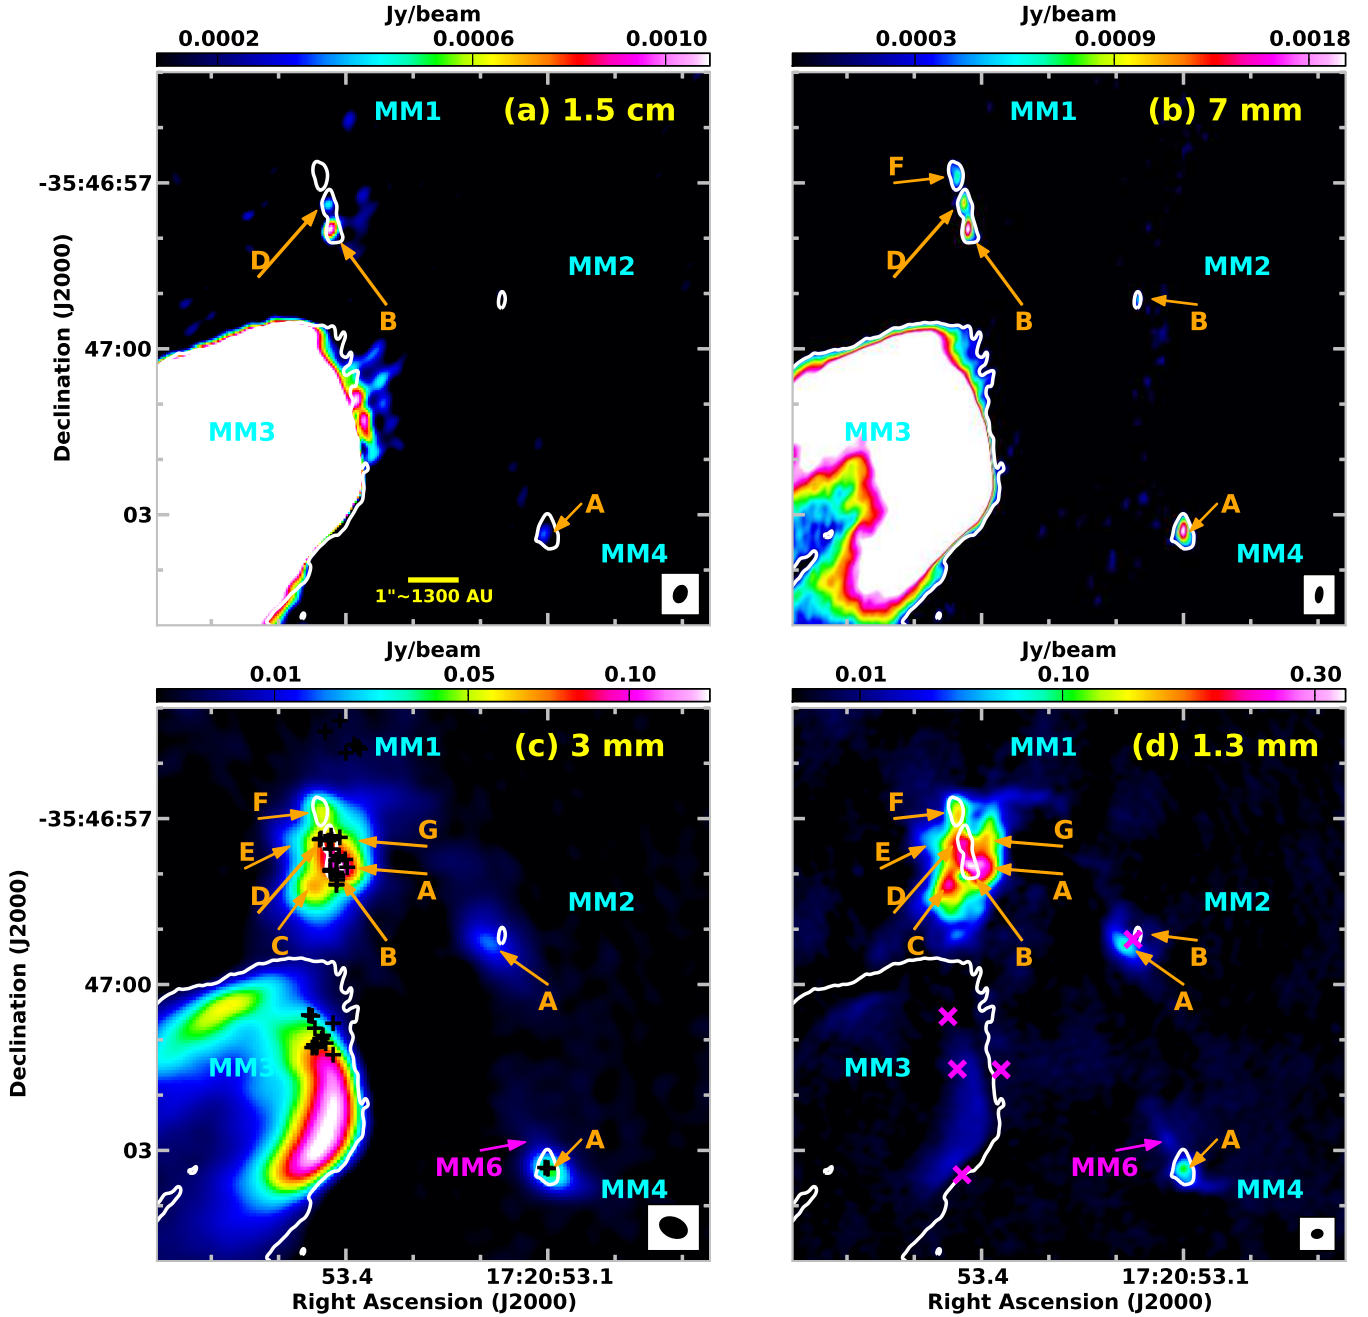 Jy/beam
0.0002 0.0006 0.0010
MM1 (a) 1.5 cm
-35:46:57
D
MM2
B
47:00
MM3
A
03
MM4
1"~1300 AU
Declination (J2000)
Jy/beam
0.0003 0.0009 0.0018
MM1 (b) 7 mm
F
D
MM2
B B
MM3
A
MM4
Jy/beam
0.01 0.05 0.10
MM1 (c) 3 mm
-35:46:57
F
G
E
D A
MM2
C B
47:00
A
MM3
03
A
MM6
MM4
Declination (J2000)
53.4 17:20:53.1
Right Ascension (J2000)
Jy/beam
0.01 0.10 0.30
MM1 (d) 1.3 mm
F
G
E
D A
MM2
C B B
A
MM3
A
MM6
MM4
53.4 17:20:53.1
Right Ascension (J2000)